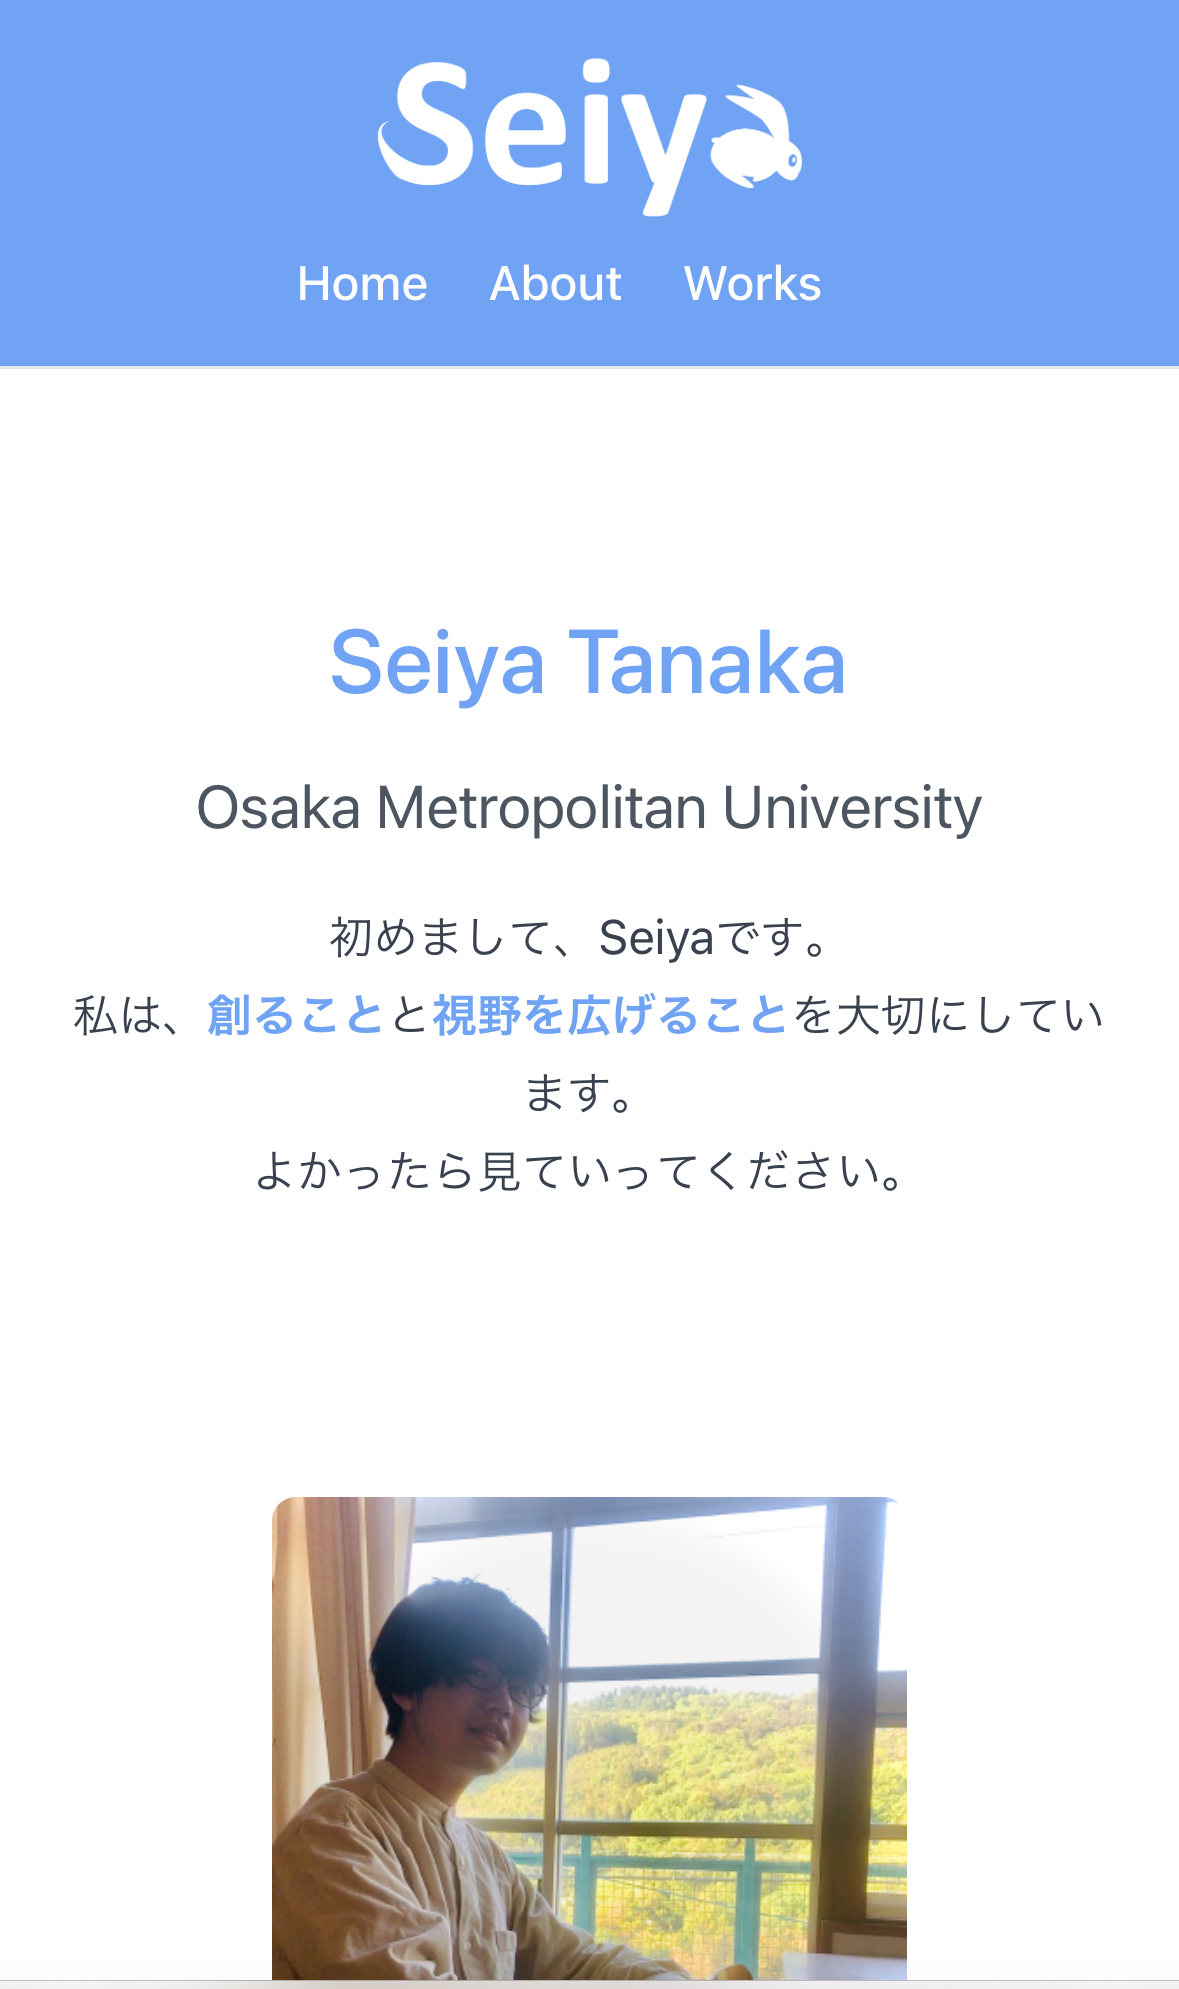 Seiya
Home About Works
Seiya Tanaka
Osaka Metropolitan University
初めまして、Seiyaです。
私は、創ることと視野を広げることを大切にしてい
ます。
よかったら見ていってください。